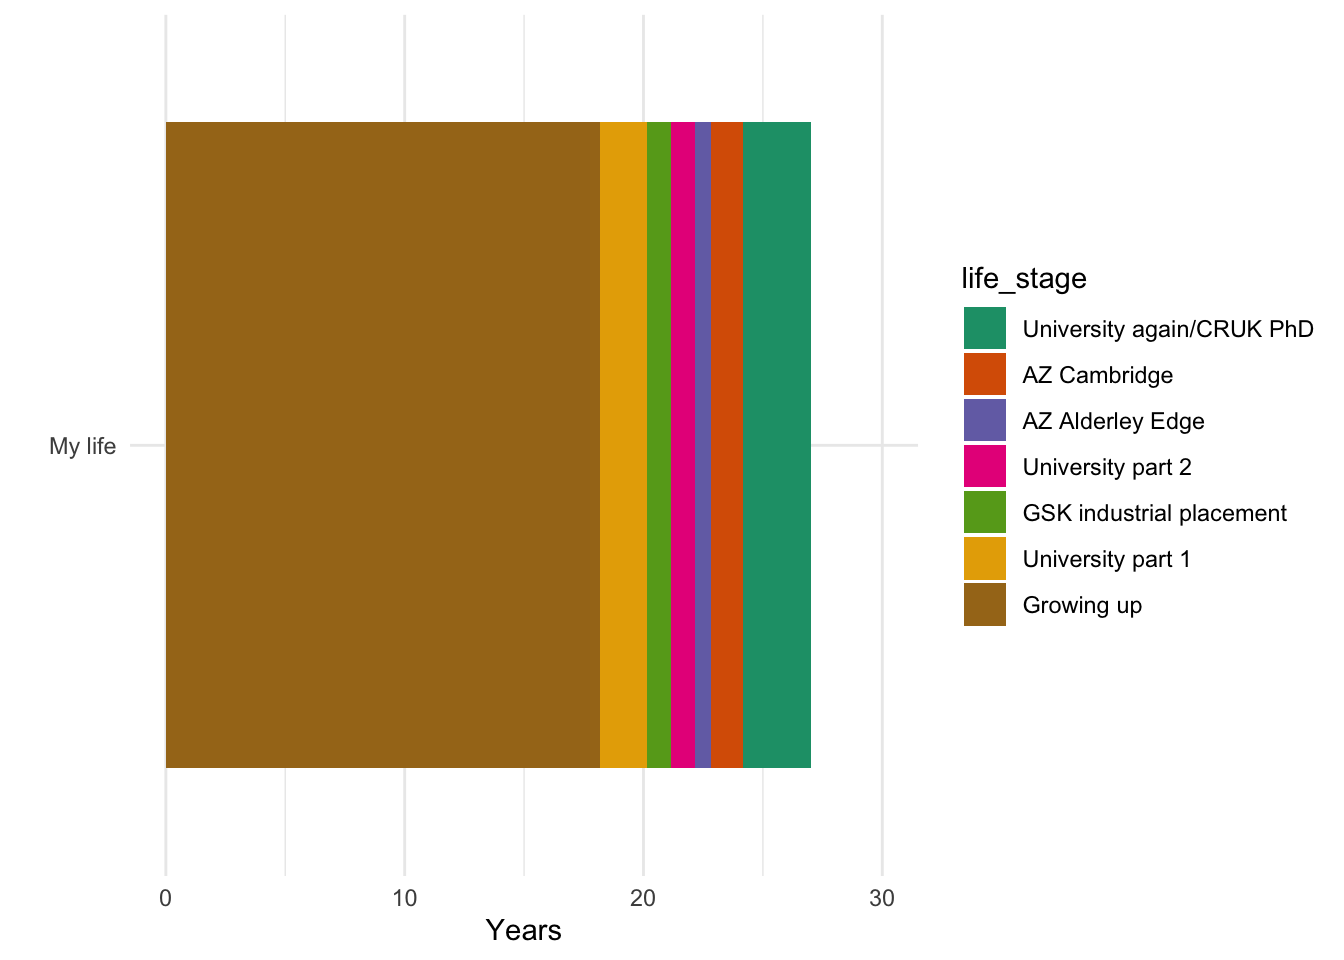 My life
0
10
20
30
Years
life_stage
University again/CRUK PhD
AZ Cambridge
AZ Alderley Edge
University part 2
GSK industrial placement
University part 1
Growing up